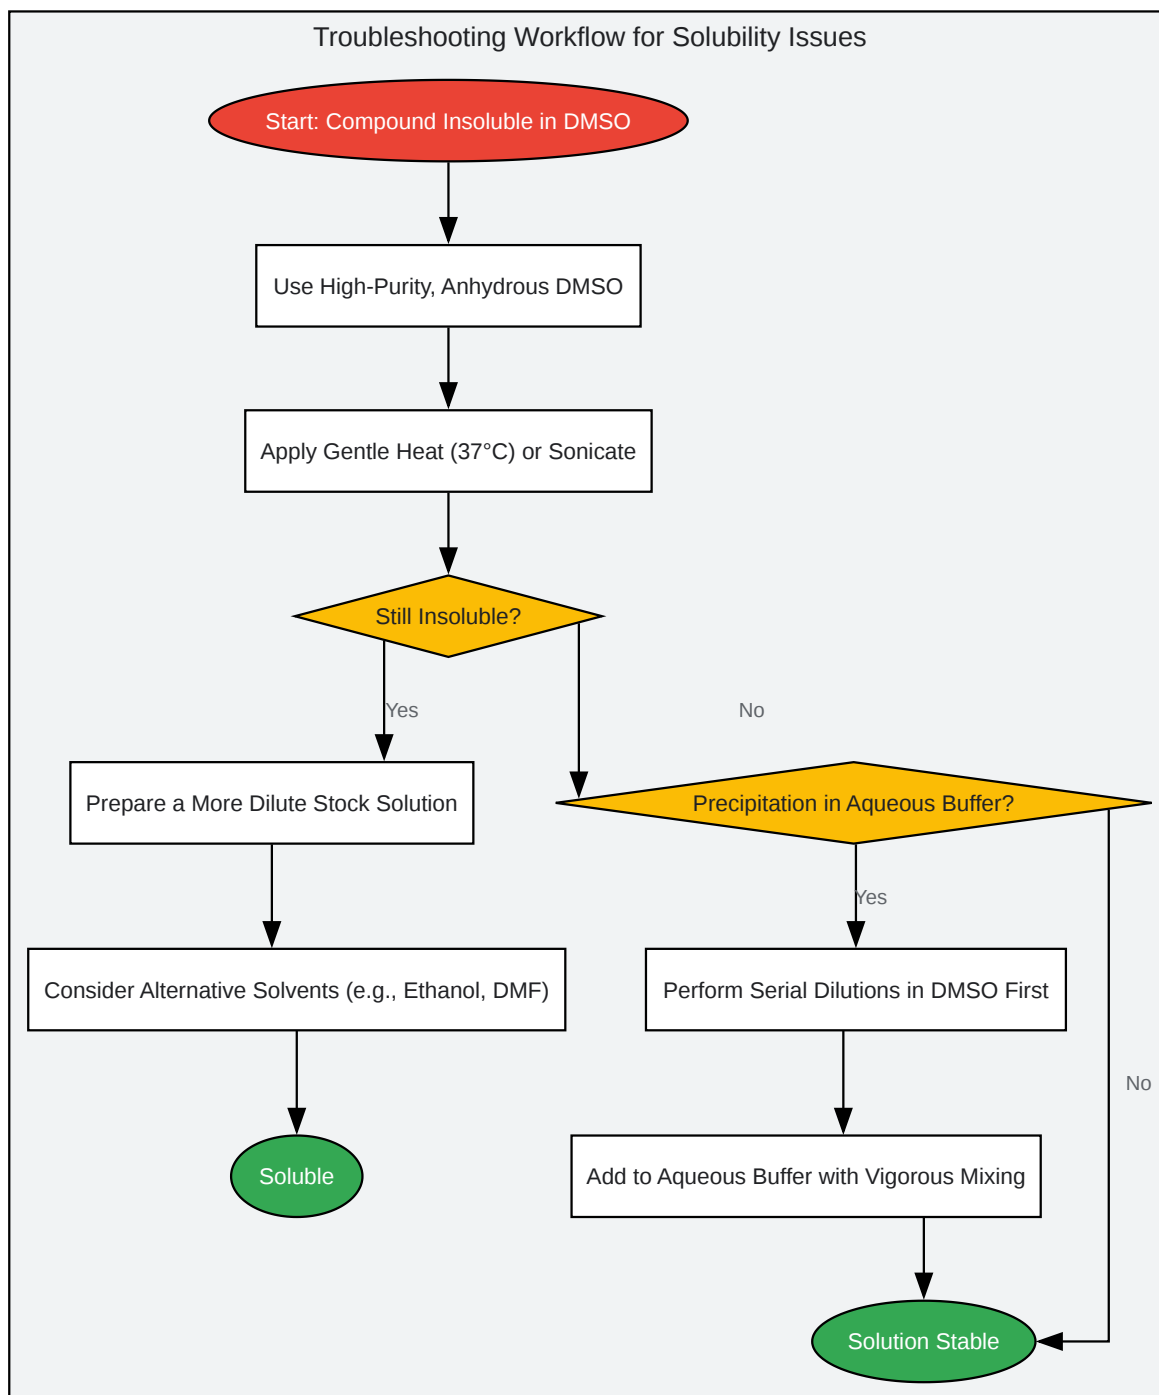 Troubleshooting Workflow for Solubility Issues
Start: Compound Insoluble in DMSO
Use High-Purity, Anhydrous DMSO
Apply Gentle Heat (37°C) or Sonicate
Still Insoluble?
Yes
No
Prepare a More Dilute Stock Solution
Precipitation in Aqueous Buffer?
Yes
Consider Alternative Solvents (e.g., Ethanol, DMF)
Perform Serial Dilutions in DMSO First
No
Soluble
Add to Aqueous Buffer with Vigorous Mixing
Solution Stable